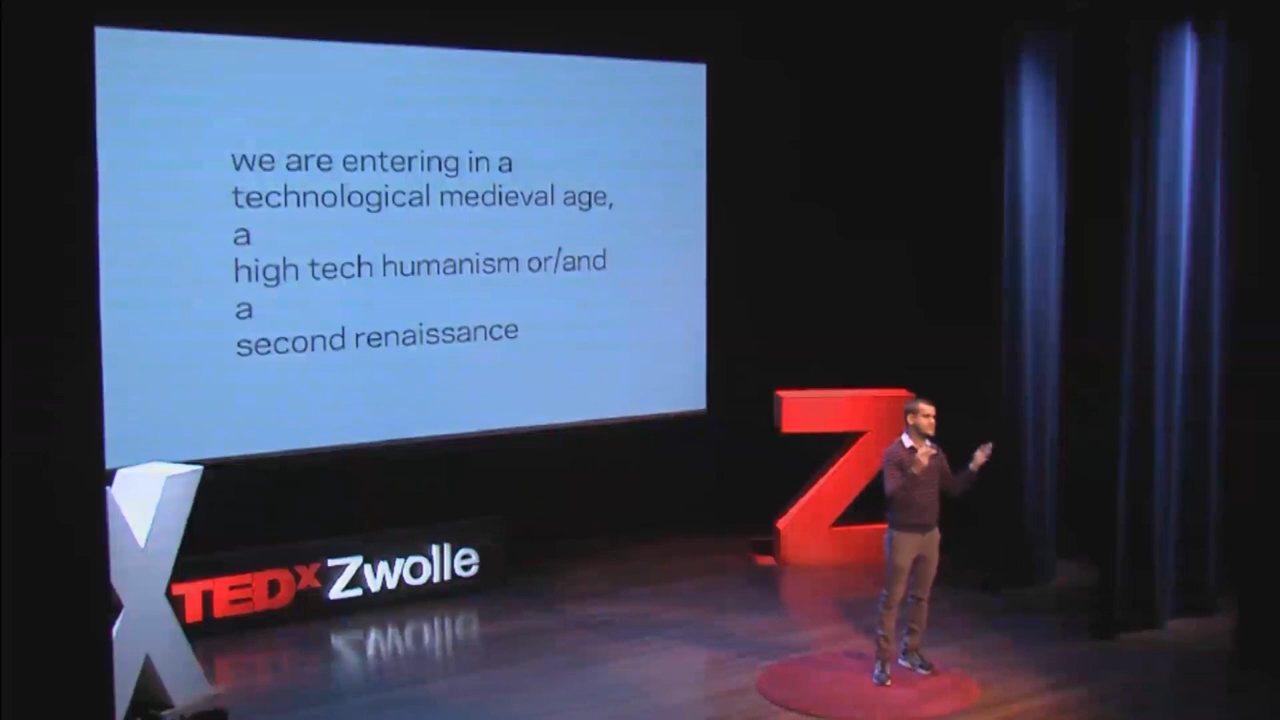 we are entering in a
technological medieval age,
a
high tech humanism or/and
a
second renaissance
X
TEDx Zwolle
Z